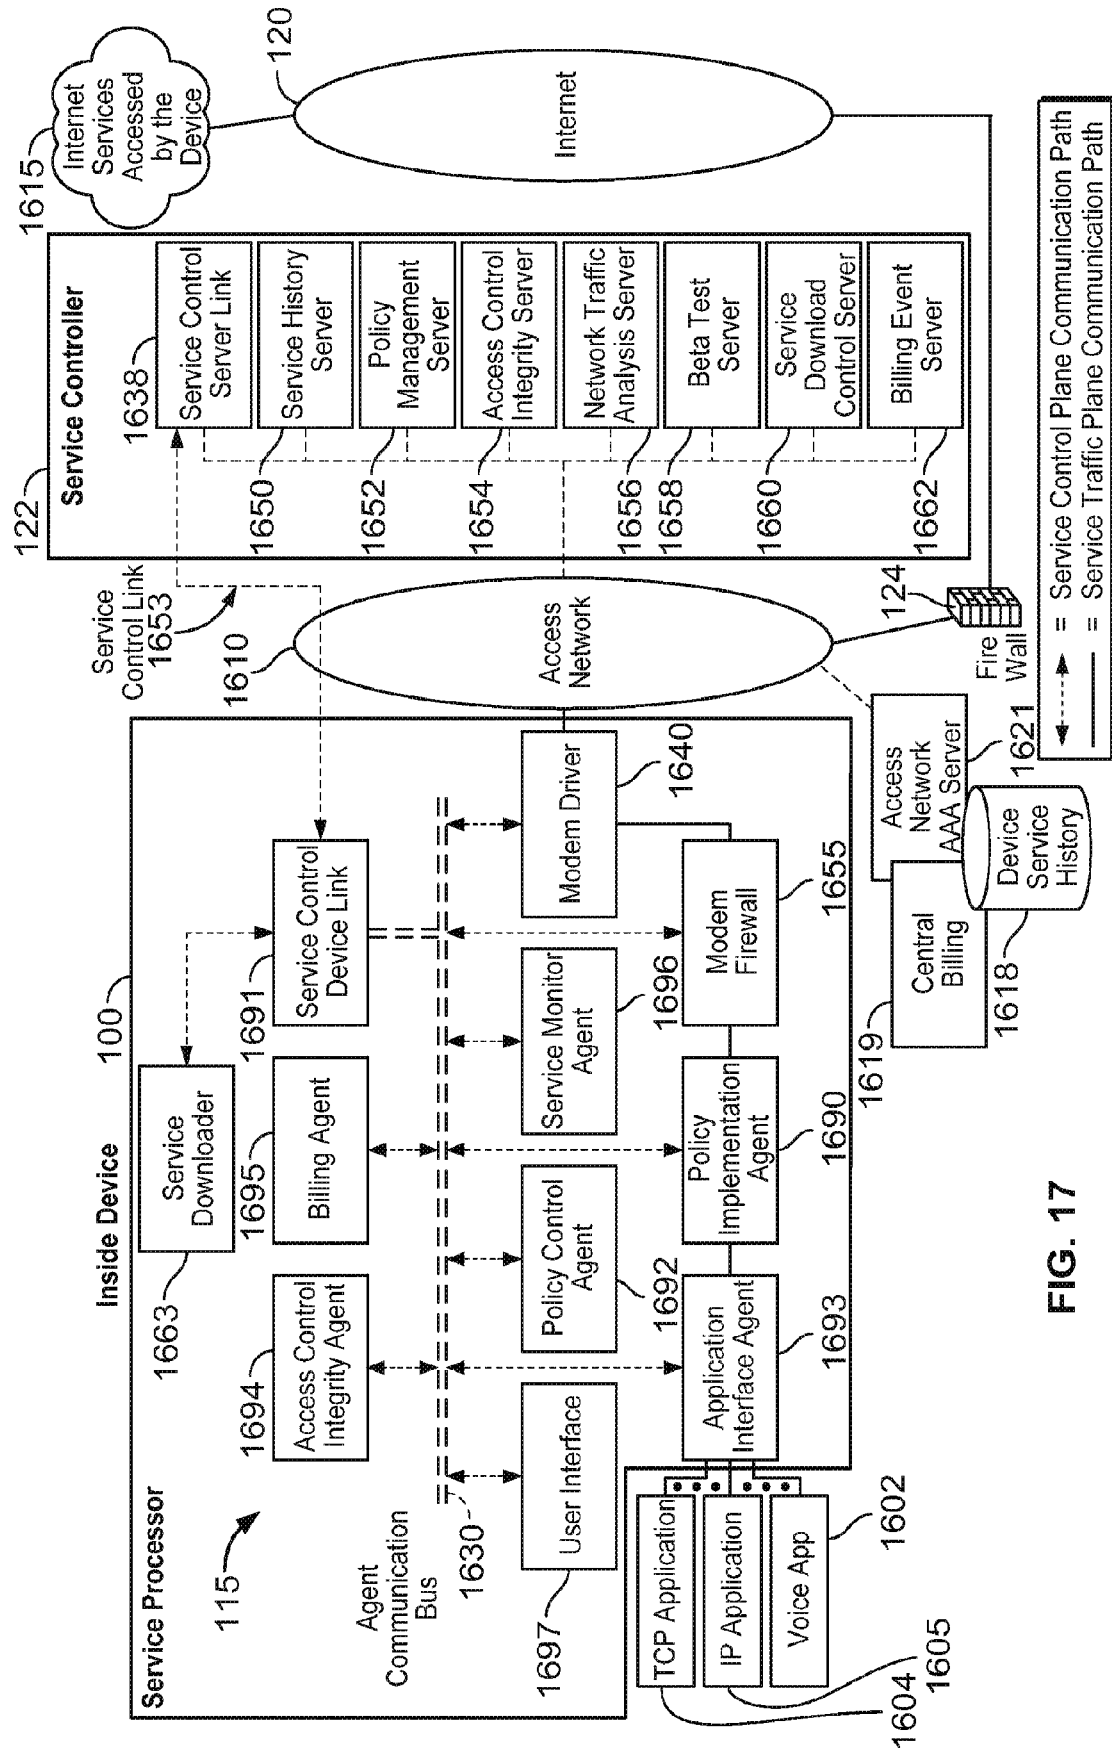 Inside Device
100
Service Processor
115
1663
Service
Downloader
1694
Access Control
Integrity Agent
1695
Billing Agent
1691
Service Control
Device Link
Agent
Communication
Bus
1630
1697
User Interface
Policy Control
Agent
1692
Service Monitor
Agent
1696
Modem Driver
1640
Application
Interface Agent
1693
Policy
Implementation
Agent
1690
Modem
Firewall
1655
TCP Application
IP Application
Voice App
1604
1605
1602
Service
Control Link
1653
1610
Access
Network
122
Service Controller
1638
Service Control
Server Link
1650
Service History
Server
1652
Policy
Management
Server
1654
Access Control
Integrity Server
1656
Network Traffic
Analysis Server
1658
Beta Test
Server
1660
Service
Download
Control Server
1662
Billing Event
Server
1615
Internet
Services
Accessed
by the
Device
120
Internet
124
Fire
Wall
1619
Central
Billing
Access
Network
AAA Server
1621
Device
Service
History
1618
= Service Control Plane Communication Path
= Service Traffic Plane Communication Path
FIG. 17